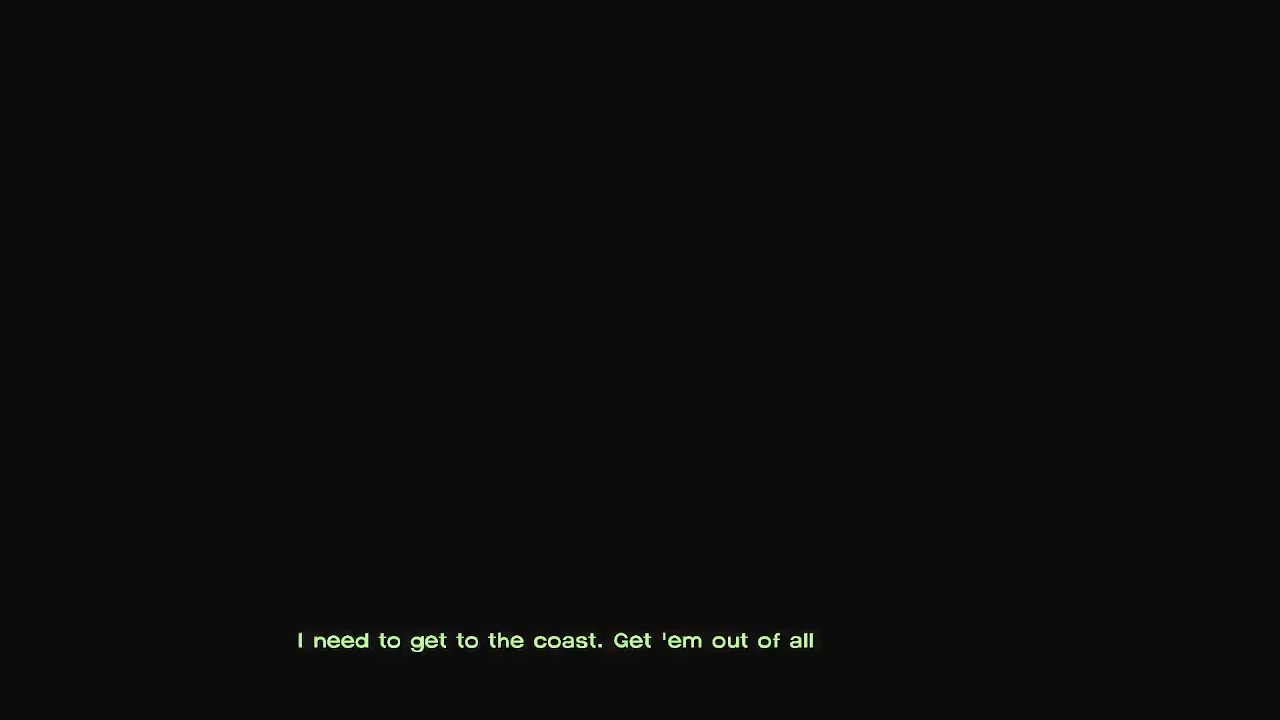 I need to get to the coast. Get 'em out of all